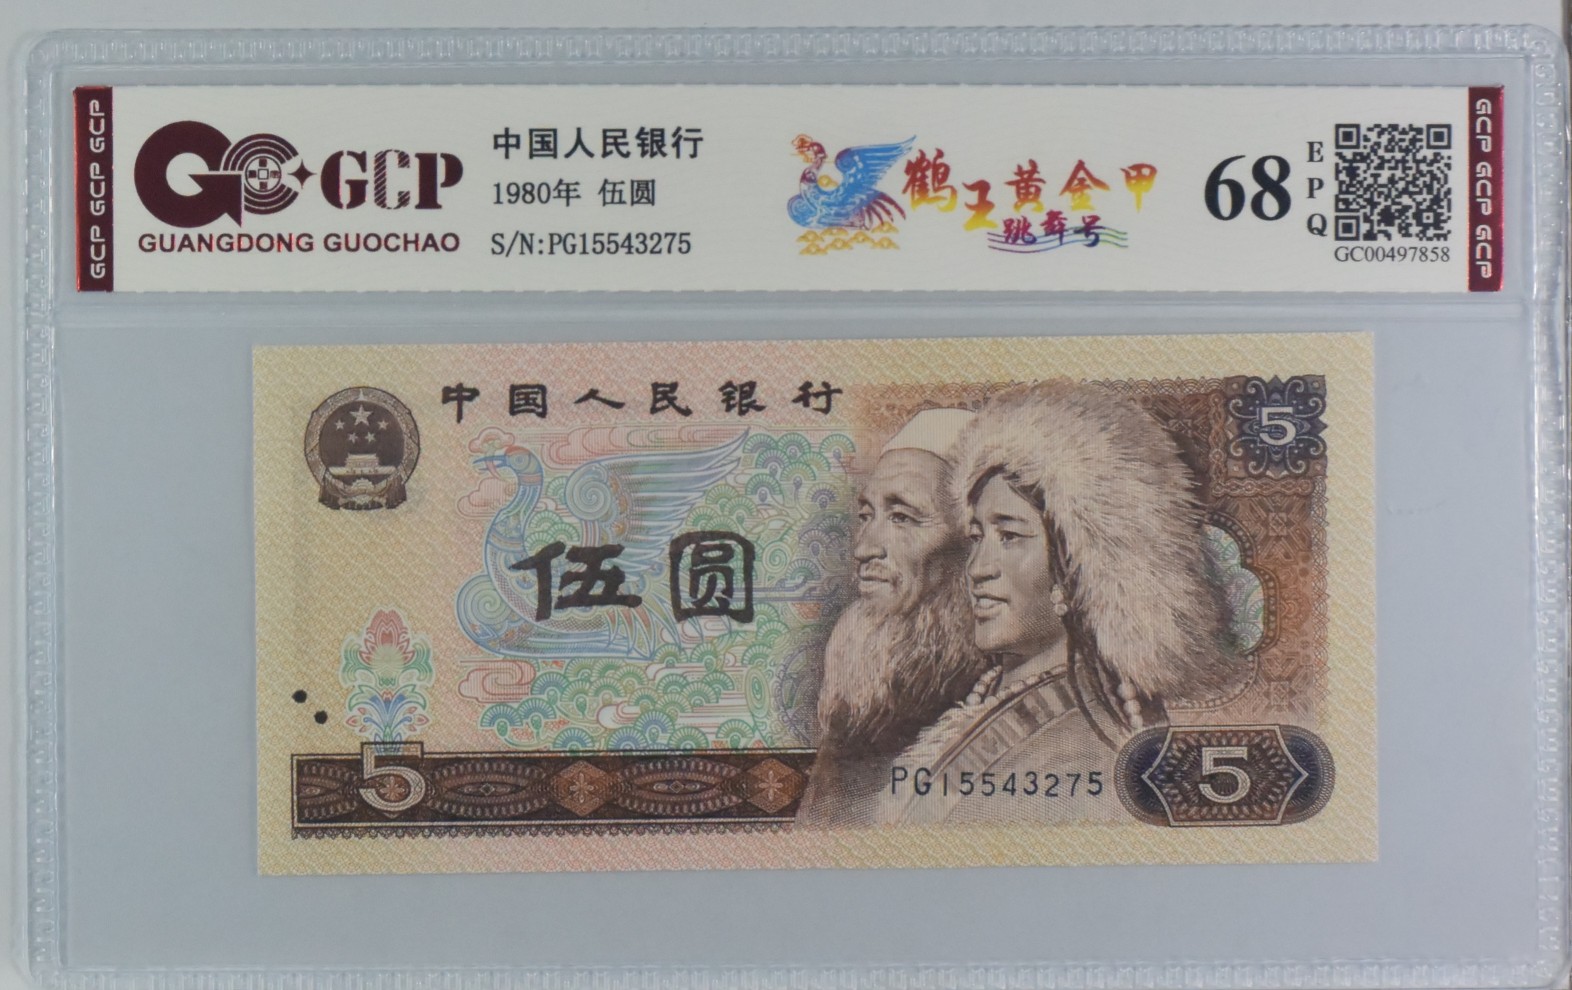 GCP GCP GCP
GCP
GUANGDONG GUOCHAO
中国人民银行
1980年 伍圆
S/N:PG15543275
鹤王黄金甲
跳舞号
68
EPQ
GC00497858
GCP GCP GCP
中国人民银行
5
伍圆
5
PG15543275
5